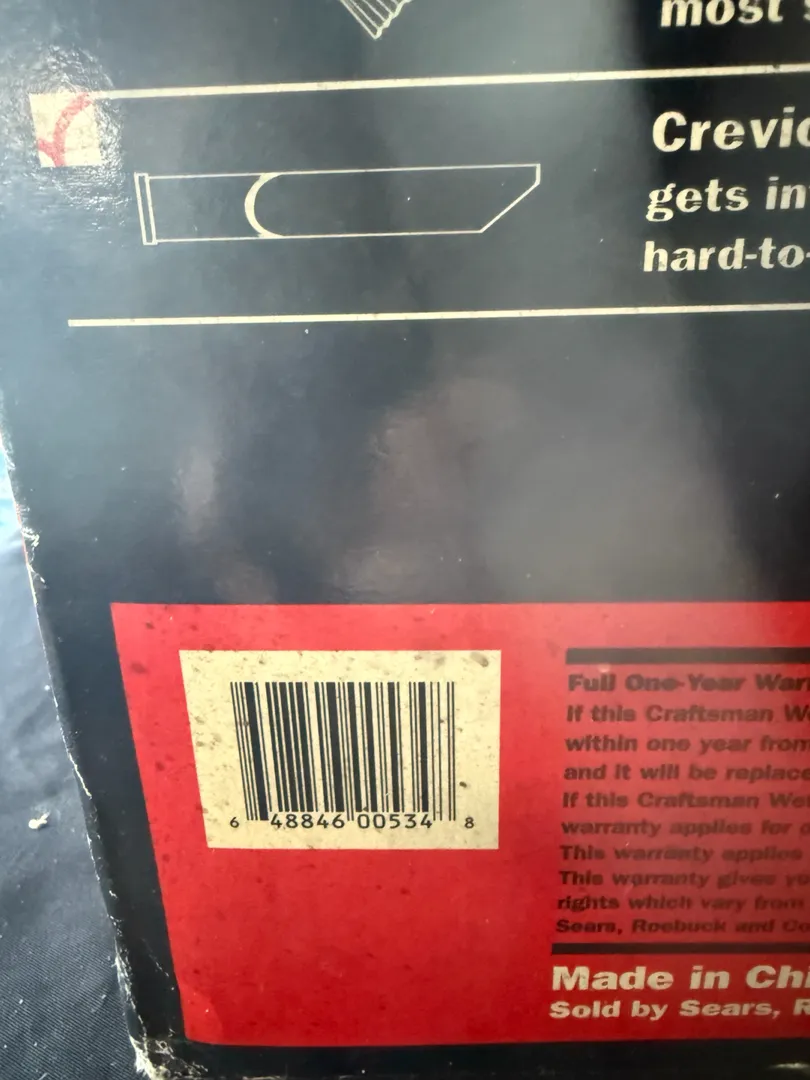 most s
Crevic
gets in
hard-to-
6 48846 00534 8
Full One-Year War
If this Craftsman We
within one year from
and it will be replace
If this Craftsman We
warranty applies for
This warranty applies
This warranty gives yo
rights which vary from
Sears, Roebuck and Co
Made in Chi
Sold by Sears, R